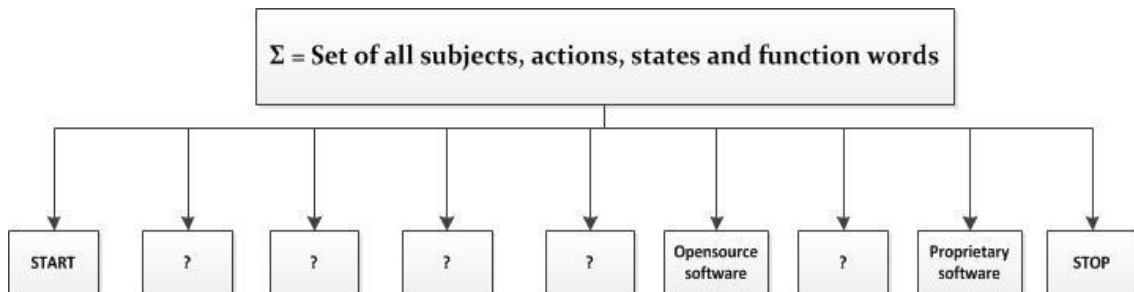 Σ = Set of all subjects, actions, states and function words
START
?
?
?
?
Opensource
software
?
Proprietary
software
STOP